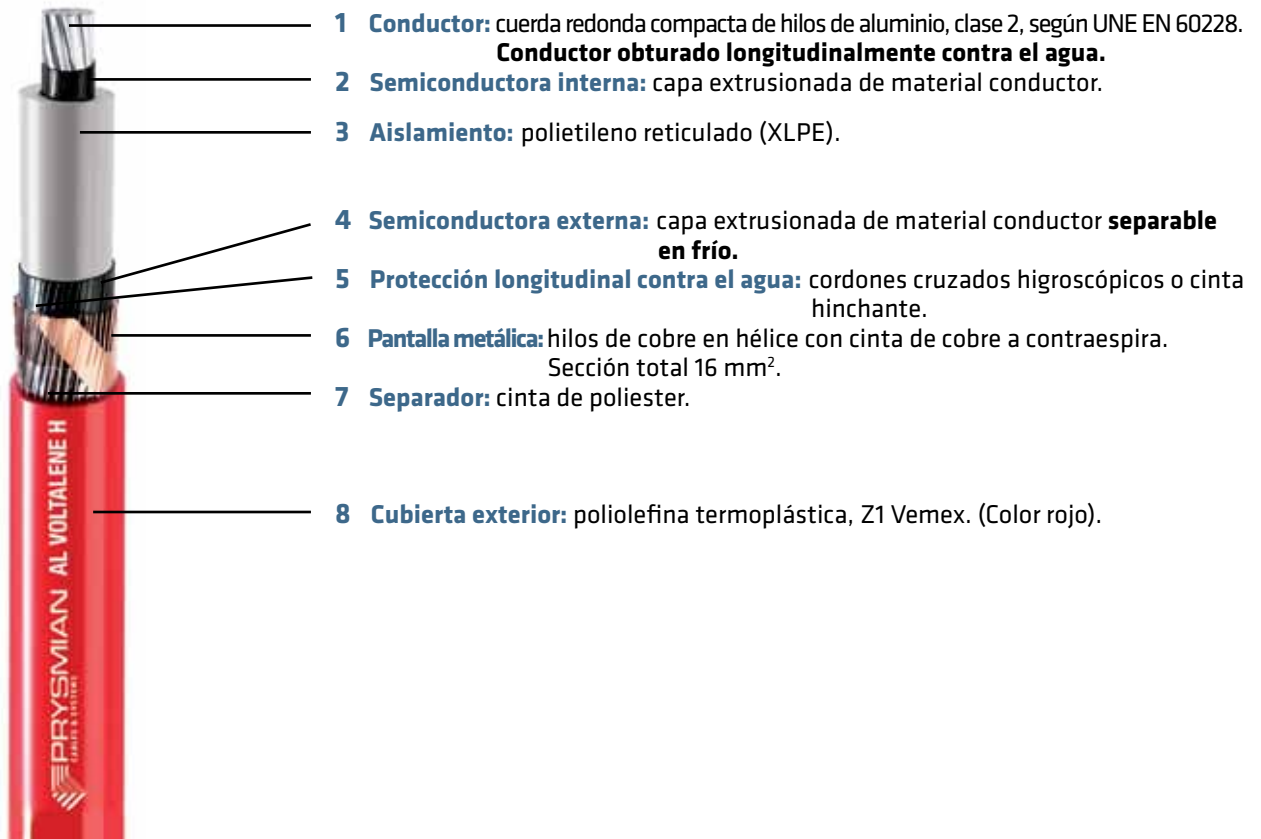 1 Conductor: cuerda redonda compacta de hilos de aluminio, clase 2, según UNE EN 60228.
Conductor obturado longitudinalmente contra el agua.
2 Semiconductora interna: capa extrusionada de material conductor.
3 Aislamiento: polietileno reticulado (XLPE).
4 Semiconductora externa: capa extrusionada de material conductor separable
en frío.
5 Protección longitudinal contra el agua: cordones cruzados higroscópicos o cinta
hinchante.
6 Pantalla metálica: hilos de cobre en hélice con cinta de cobre a contraespira.
Sección total 16 mm².
7 Separador: cinta de poliester.
8 Cubierta exterior: poliolefina termoplástica, Z1 Vemex. (Color rojo).
PRYSMIAN AL VOLTALENE H
CABLES & SYSTEMS